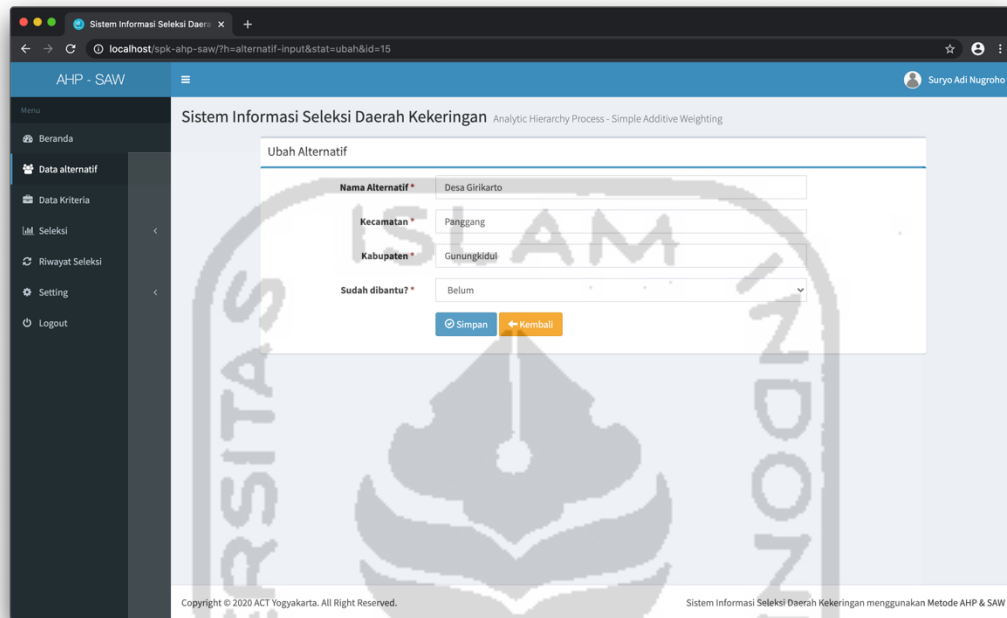 Sistem Informasi Seleksi Daera
localhost/spk-ahp-saw/?h=alternatif-input&stat=ubah&id=15
AHP - SAW
Suryo Adi Nugroho
Menu
Beranda
Data alternatif
Data Kriteria
Seleksi
Riwayat Seleksi
Setting
Logout
Sistem Informasi Seleksi Daerah Kekeringan Analytic Hierarchy Process - Simple Additive Weighting
Ubah Alternatif
Nama Alternatif * Desa Girikarto
Kecamatan * Panggang
Kabupaten * Gunungkidul
Sudah dibantu? * Belum
Simpan Kembali
Copyright © 2020 ACT Yogyakarta. All Right Reserved. Sistem Informasi Seleksi Daerah Kekeringan menggunakan Metode AHP & SAW
ISLAM